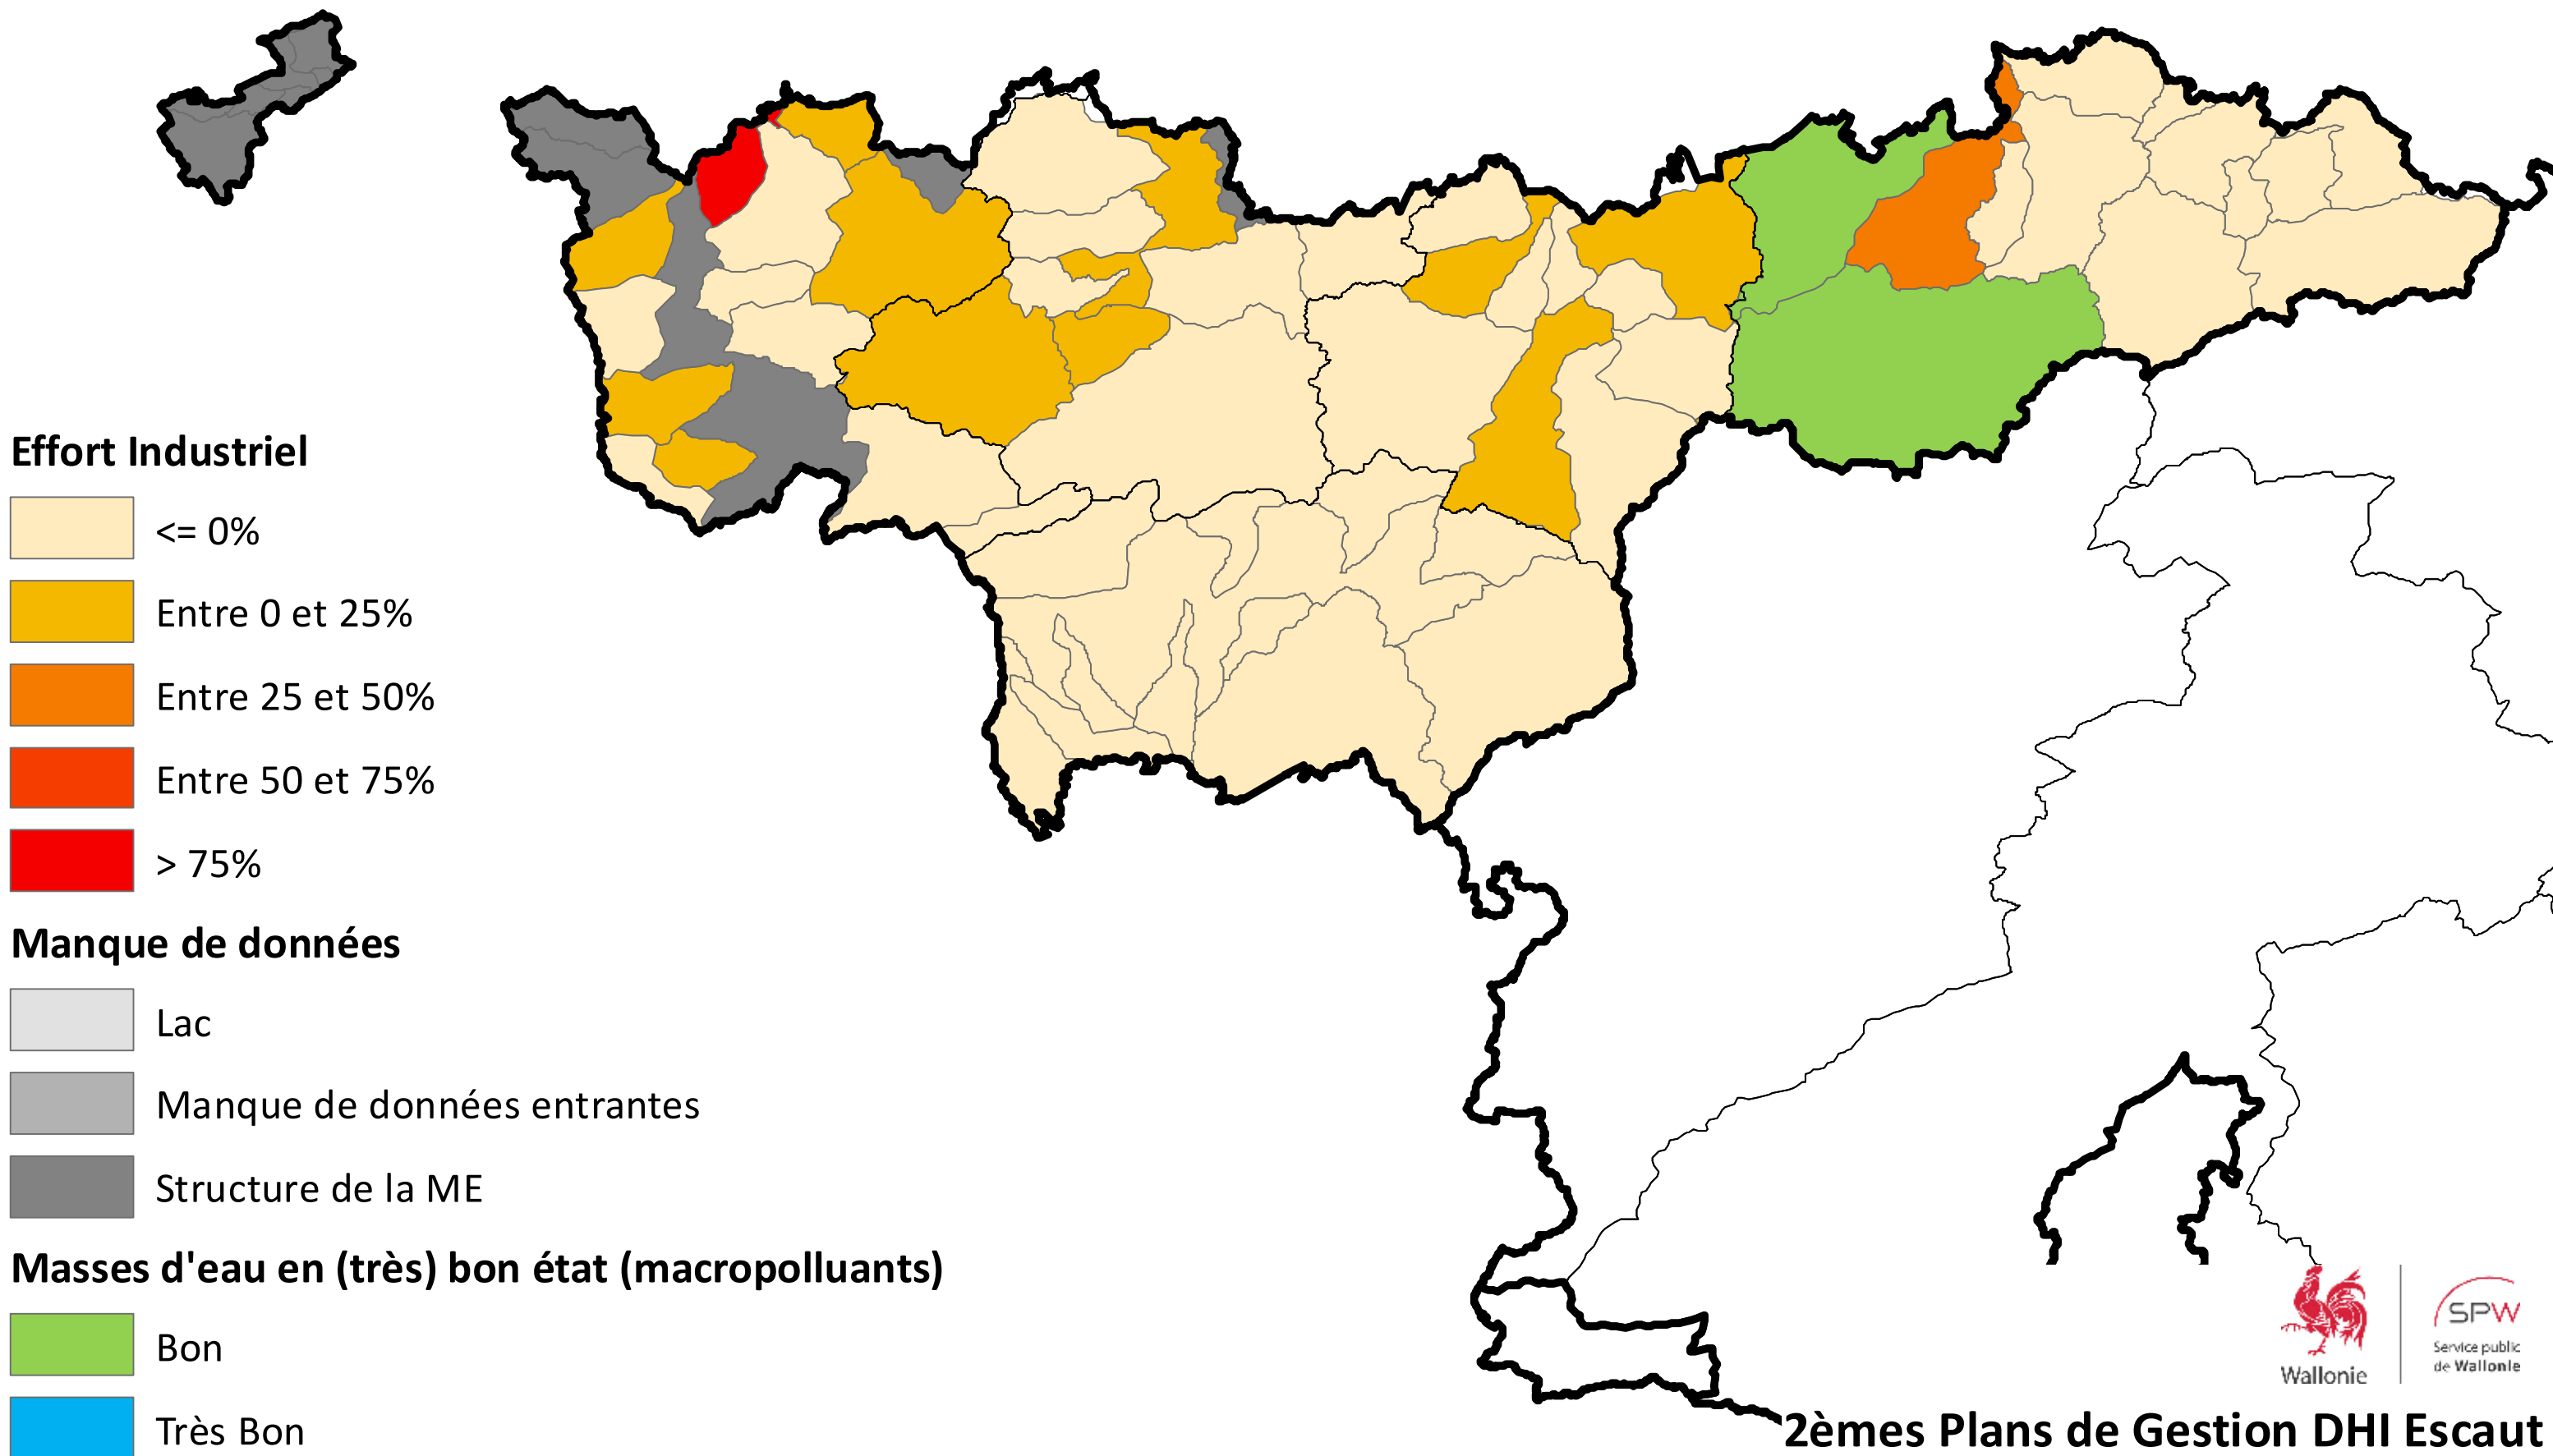 Effort Industriel
<= 0%
Entre 0 et 25%
Entre 25 et 50%
Entre 50 et 75%
> 75%
Manque de données
Lac
Manque de données entrantes
Structure de la ME
Masses d'eau en (très) bon état (macropolluants)
Bon
Très Bon
Wallonie
SPW
Service public
de Wallonie
2èmes Plans de Gestion DHI Escaut